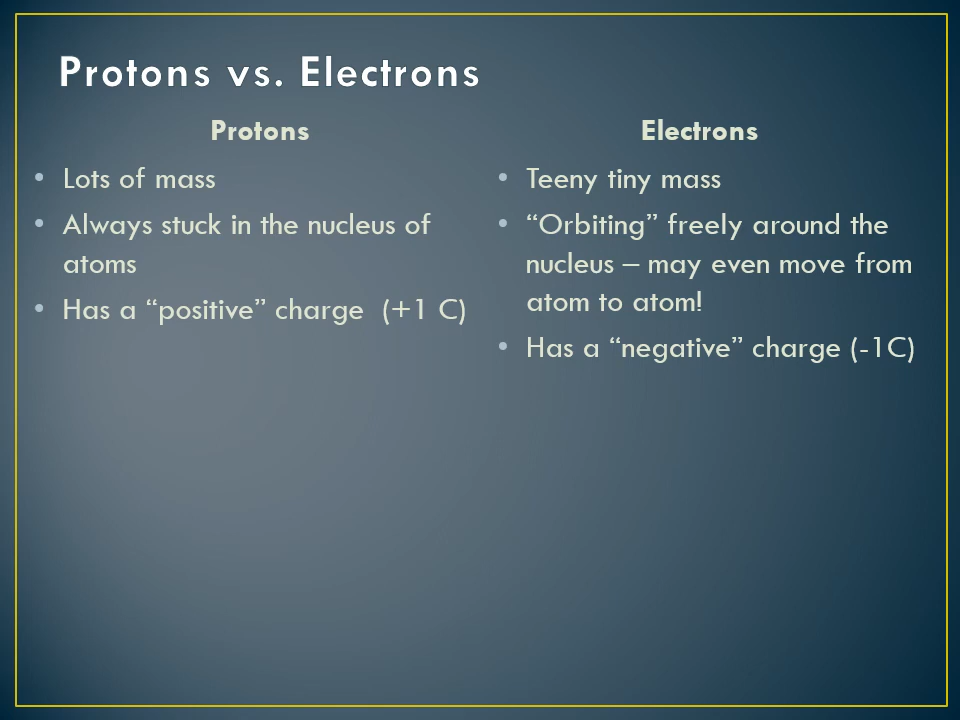 Protons vs. Electrons
Protons
• Lots of mass
• Always stuck in the nucleus of
atoms
• Has a “positive” charge  (+1 C)
Electrons
• Teeny tiny mass
• “Orbiting” freely around the
nucleus – may even move from
atom to atom!
• Has a “negative” charge (-1C)